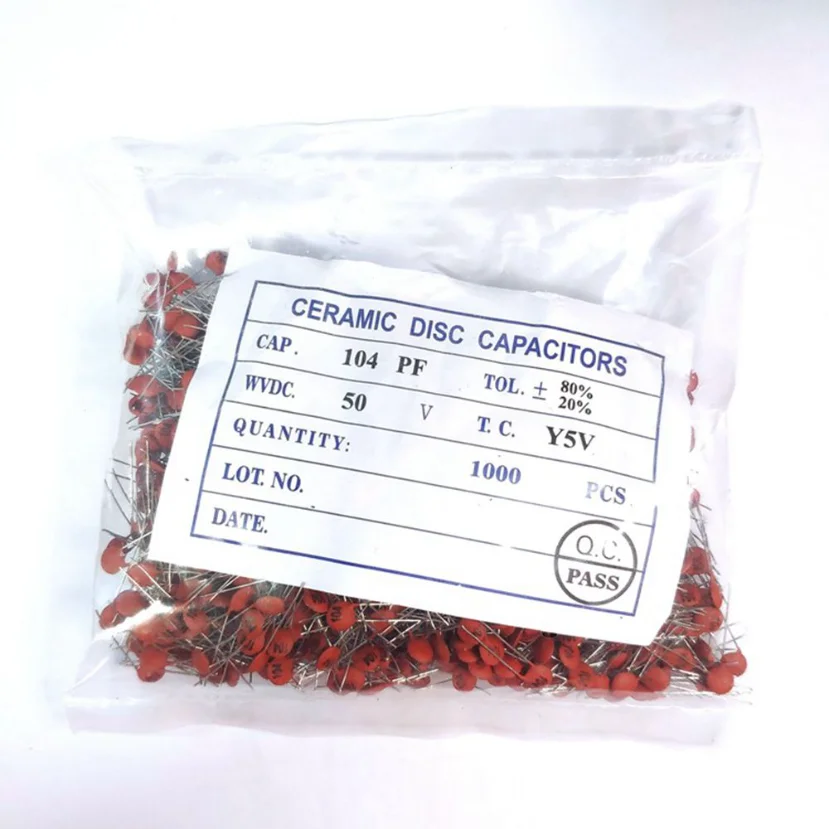 CERAMIC DISC CAPACITORS
CAP. 104 PF TOL. ± 80% 20%
WVDC. 50 V T. C. Y5V
QUANTITY: 1000 PCS.
LOT. NO.
DATE.
Q.C.
PASS